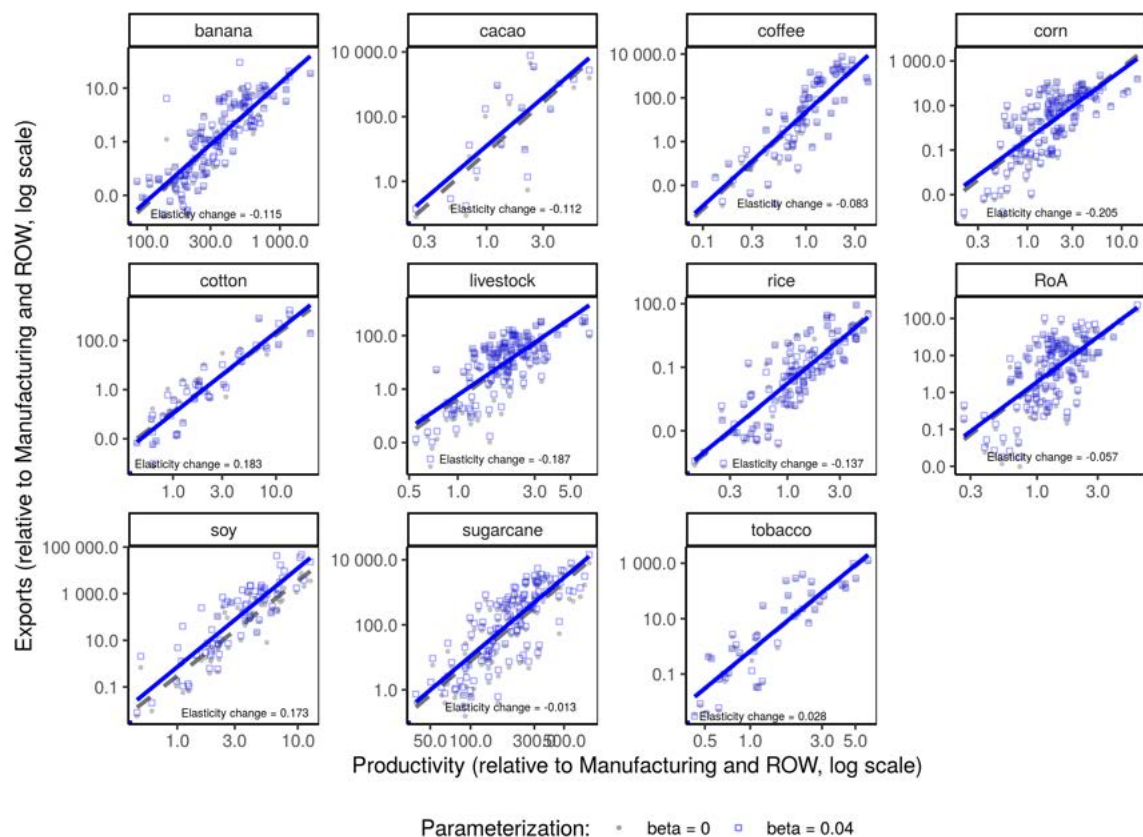 banana cacao coffee corn
10.0 0.1 0.0
Elasticity change = -0.115
100.0 300.0 1 000.0
10 000.0 100.0 1.0
Elasticity change = -0.112
0.3 1.0 3.0
10 000.0 100.0 1.0 0.0
Elasticity change = -0.083
0.1 0.3 1.0 3.0
1 000.0 10.0 0.1 0.0
Elasticity change = -0.205
0.3 1.0 3.0 10.0
Exports (relative to Manufacturing and ROW, log scale)
cotton livestock rice RoA
100.0 1.0 0.0
Elasticity change = 0.183
1.0 3.0 10.0
100.0 1.0 0.0
Elasticity change = -0.187
0.5 1.0 3.0 5.0
100.0 0.1 0.0
Elasticity change = -0.137
0.3 1.0 3.0
100.0 10.0 1.0 0.1 0.0
Elasticity change = -0.057
0.3 1.0 3.0
soy sugarcane tobacco
100 000.0 1 000.0 10.0 0.1
Elasticity change = 0.173
1.0 3.0 10.0
10 000.0 100.0 1.0
Elasticity change = -0.013
50.0 100.0 300.0 500.0
1 000.0 10.0 0.1
Elasticity change = 0.028
0.5 1.0 3.0 5.0
Productivity (relative to Manufacturing and ROW, log scale)
Parameterization: beta = 0 beta = 0.04